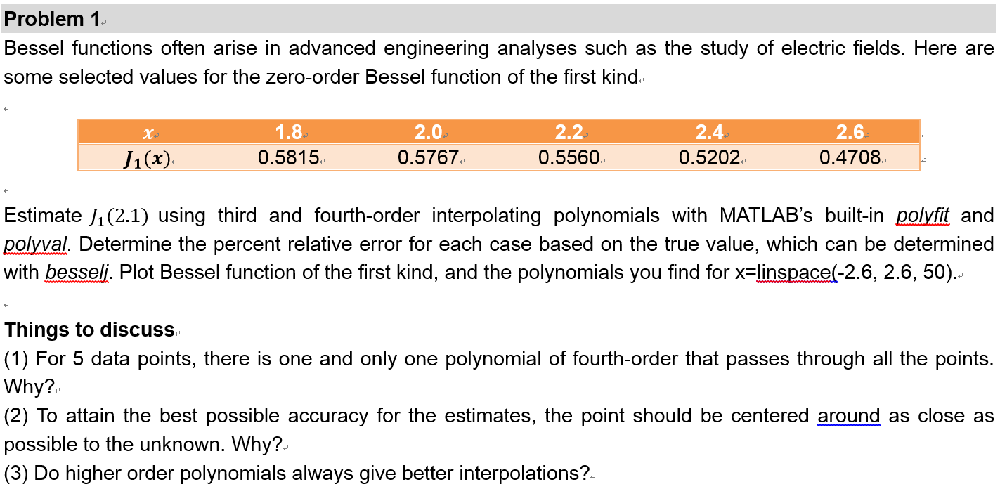 Problem 1
Bessel functions often arise in advanced engineering analyses such as the study of electric fields. Here are
some selected values for the zero-order Bessel function of the first kind
x 1.8 2.0 2.2 2.4 2.6
J₁(x) 0.5815 0.5767 0.5560 0.5202 0.4708
Estimate J₁(2.1) using third and fourth-order interpolating polynomials with MATLAB’s built-in polyfit and
polyval. Determine the percent relative error for each case based on the true value, which can be determined
with besselj. Plot Bessel function of the first kind, and the polynomials you find for x=linspace(-2.6, 2.6, 50).
Things to discuss
(1) For 5 data points, there is one and only one polynomial of fourth-order that passes through all the points.
Why?
(2) To attain the best possible accuracy for the estimates, the point should be centered around as close as
possible to the unknown. Why?
(3) Do higher order polynomials always give better interpolations?